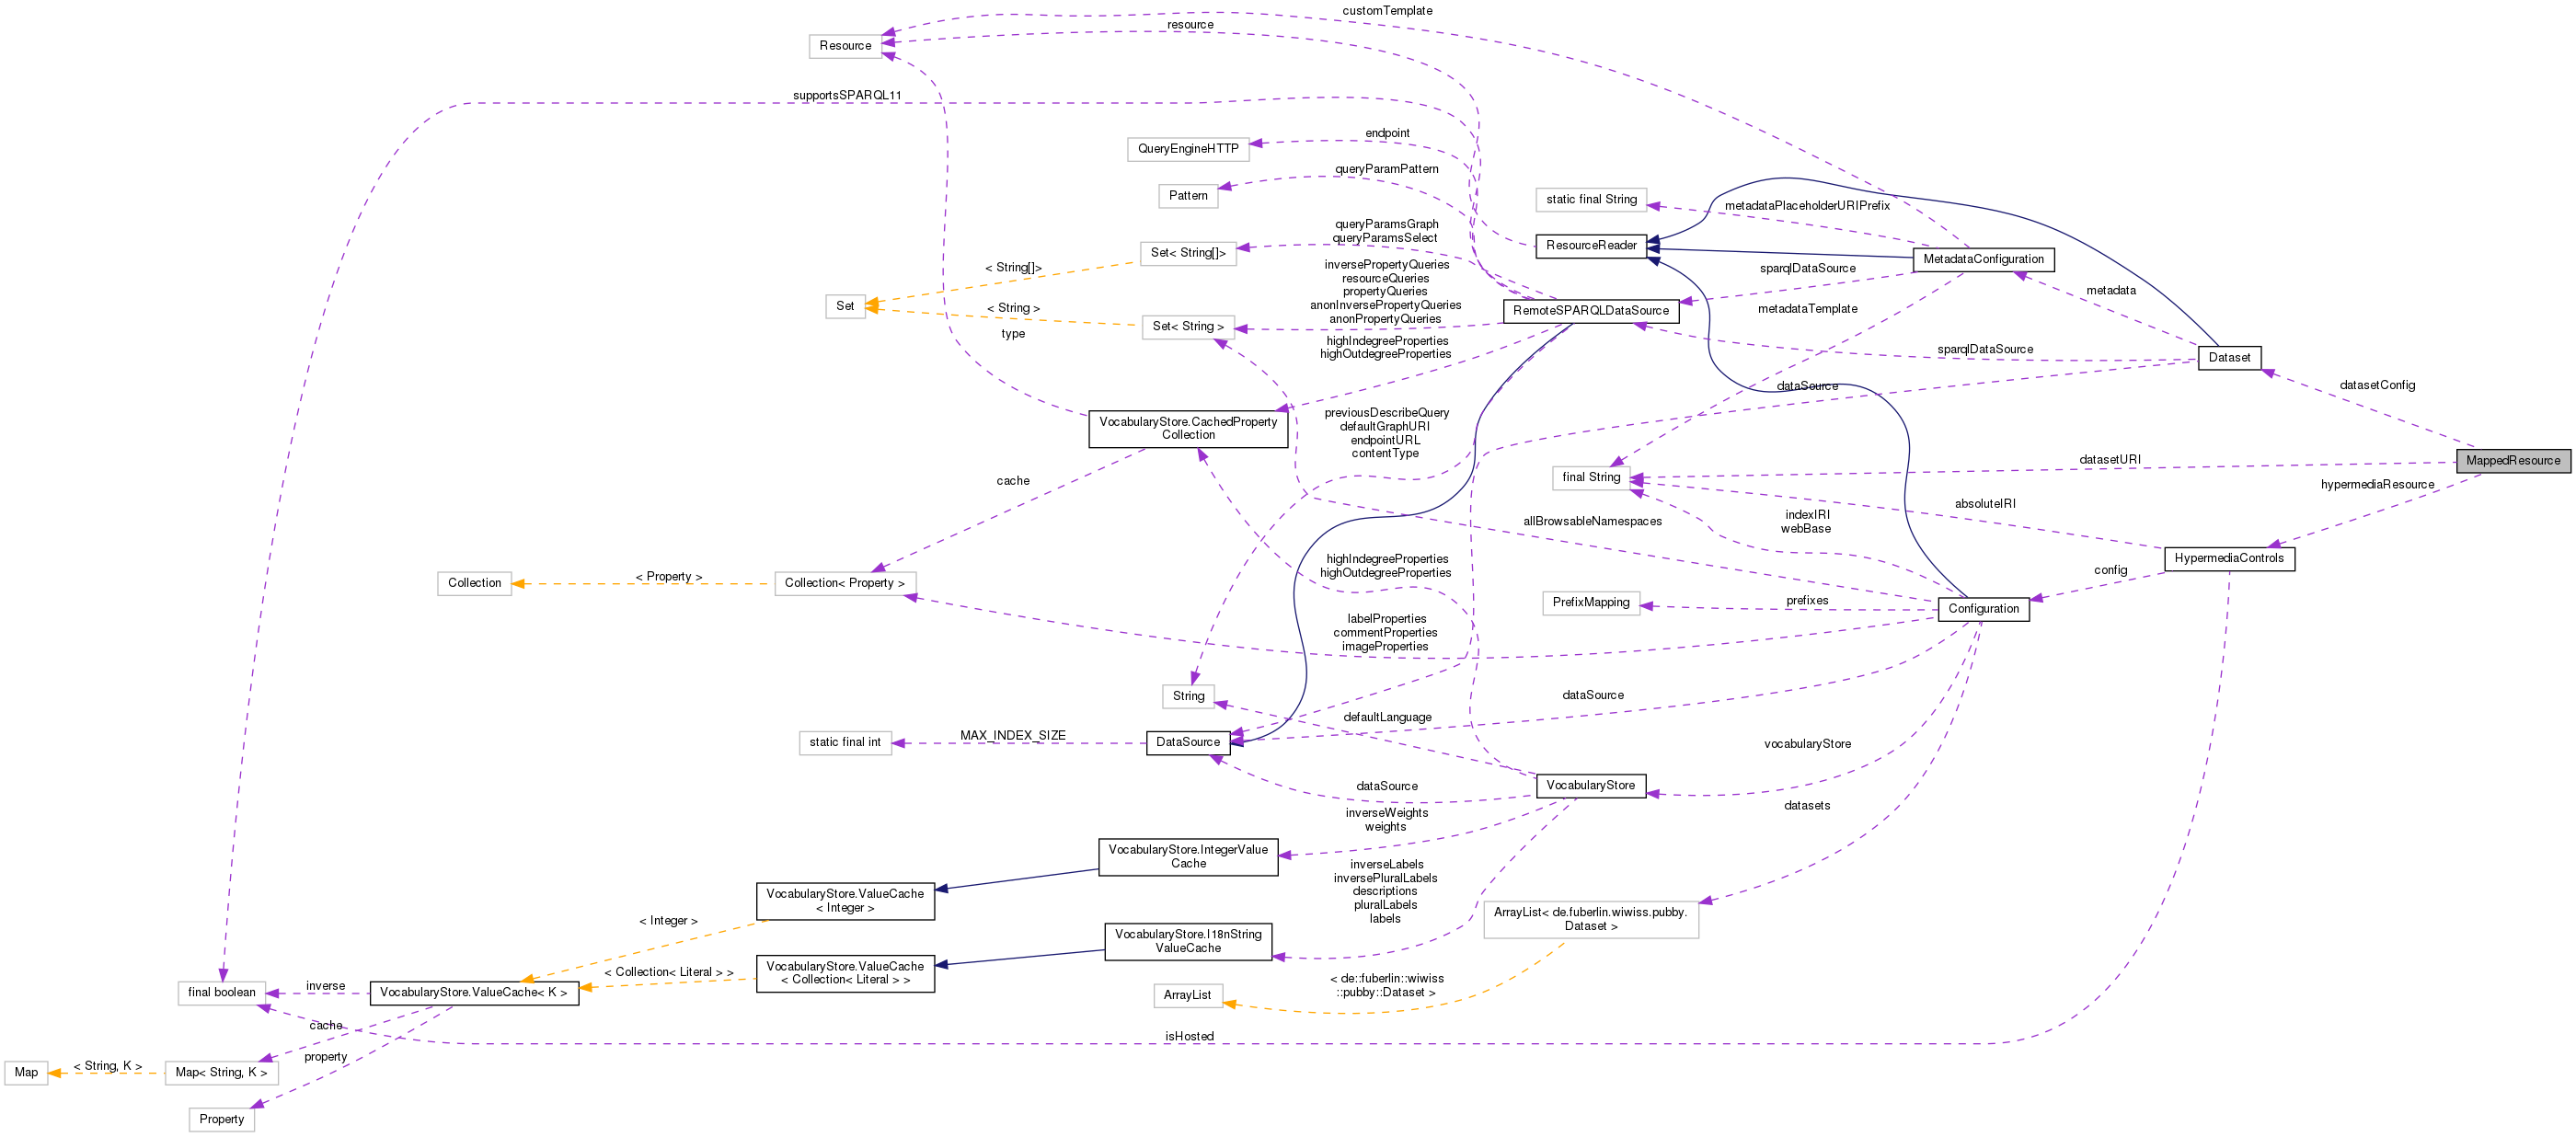 customTemplate
resource
Resource
supportsSPARQL11
endpoint
QueryEngineHTTP
queryParamPattern
Pattern
static final String
metadataPlaceholderURIPrefix
queryParamsGraph
queryParamsSelect
ResourceReader
Set< String[]>
MetadataConfiguration
< String[]>
inversePropertyQueries
resourceQueries
propertyQueries
anonInversePropertyQueries
anonPropertyQueries
sparqlDataSource
metadata
Set
< String >
RemoteSPARQLDataSource
metadataTemplate
Set< String >
type
highIndegreeProperties
highOutdegreeProperties
sparqlDataSource
Dataset
dataSource
datasetConfig
VocabularyStore.CachedProperty
Collection
previousDescribeQuery
defaultGraphURI
endpointURL
contentType
datasetURI
MappedResource
cache
final String
hypermediaResource
absoluteIRI
allBrowsableNamespaces
indexIRI
webBase
HypermediaControls
highIndegreeProperties
highOutdegreeProperties
config
Collection
< Property >
Collection< Property >
PrefixMapping
prefixes
Configuration
labelProperties
commentProperties
imageProperties
String
dataSource
defaultLanguage
static final int
MAX_INDEX_SIZE
DataSource
vocabularyStore
dataSource
VocabularyStore
datasets
inverseWeights
weights
VocabularyStore.IntegerValue
Cache
inverseLabels
inversePluralLabels
descriptions
pluralLabels
labels
VocabularyStore.ValueCache
< Integer >
< Integer >
ArrayList< de.fuberlin.wiwiss.pubby.
Dataset >
VocabularyStore.I18nString
ValueCache
VocabularyStore.ValueCache
< Collection< Literal > >
< Collection< Literal > >
< de::fuberlin::wiwiss
::pubby::Dataset >
final boolean
inverse
VocabularyStore.ValueCache< K >
ArrayList
cache
isHosted
property
Map
< String, K >
Map< String, K >
Property